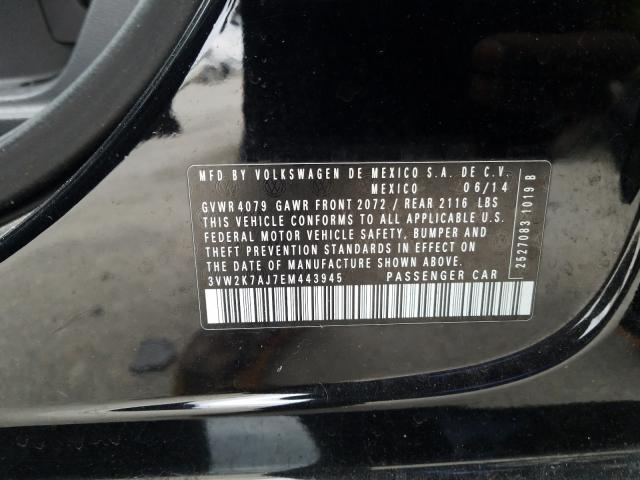 MFD BY VOLKSWAGEN DE MEXICO S.A. DE C.V.
MEXICO 06/14
GVWR 4079 GAWR FRONT 2072 / REAR 2116 LBS
THIS VEHICLE CONFORMS TO ALL APPLICABLE U.S.
FEDERAL MOTOR VEHICLE SAFETY, BUMPER AND
THEFT PREVENTION STANDARDS IN EFFECT ON
THE DATE OF MANUFACTURE SHOWN ABOVE.
3VW2K7AJ7EM443945 PASSENGER CAR
2527083 1019 B